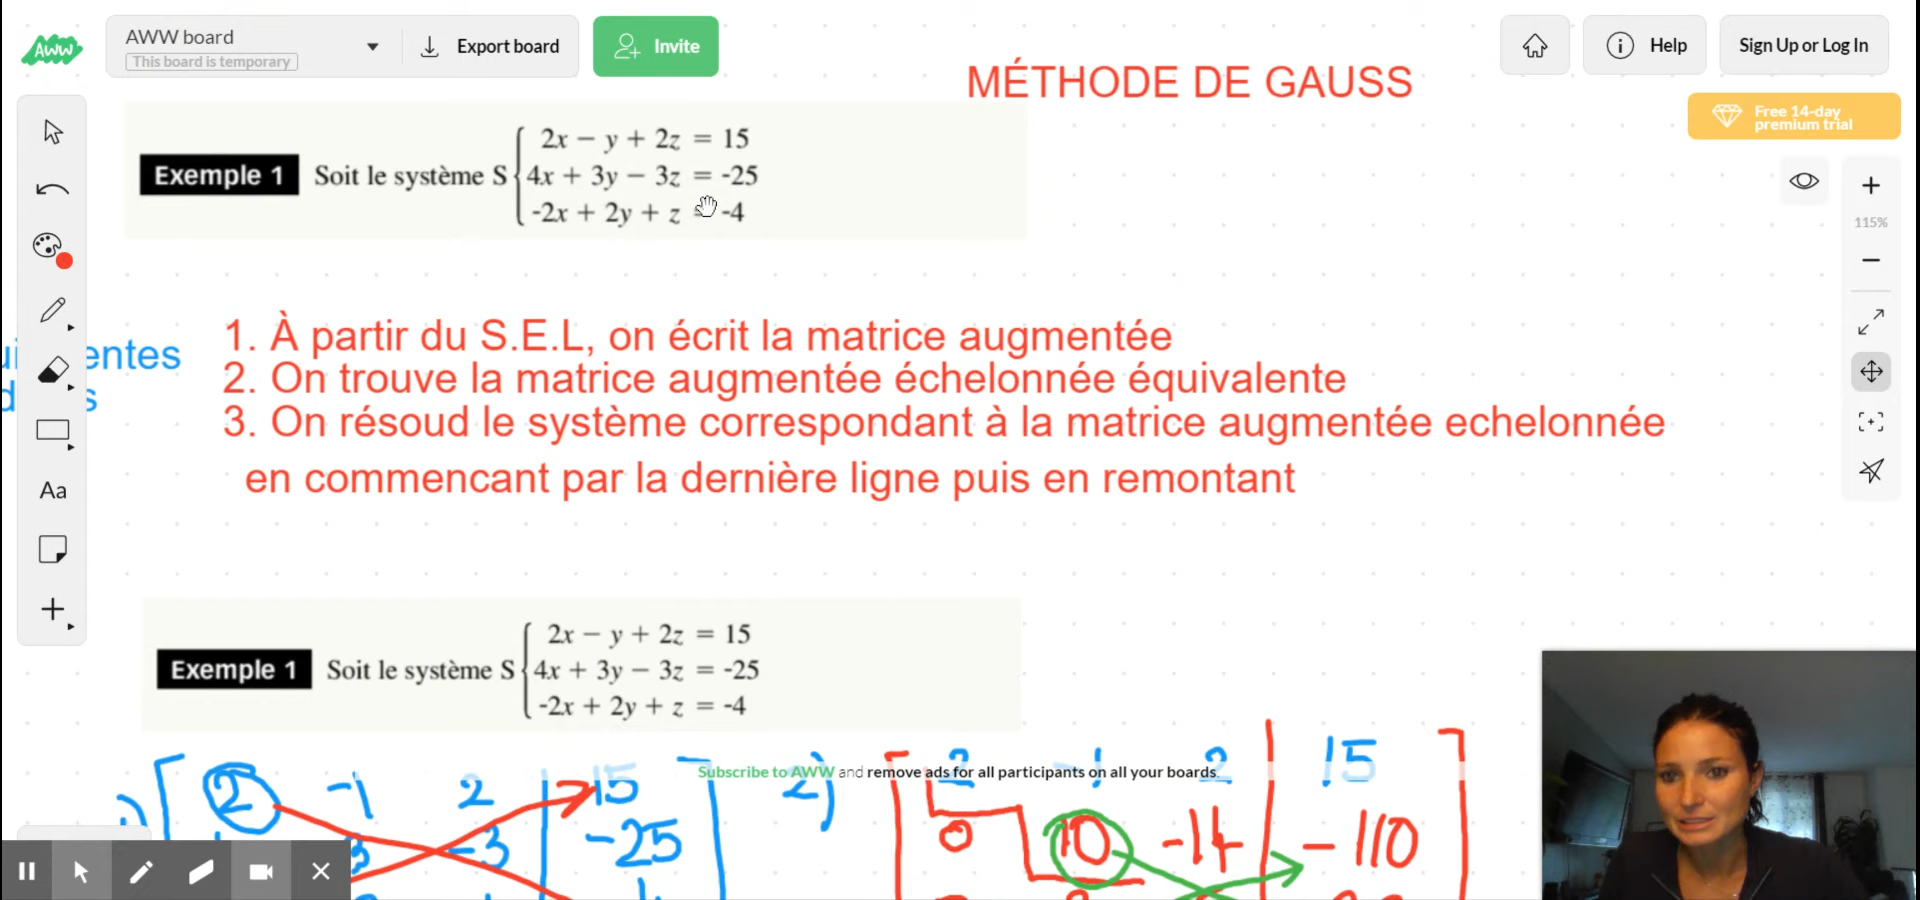 AWW
AWW board
This board is temporary
Export board
Invite
Help
Sign Up or Log In
MÉTHODE DE GAUSS
Free 14-day
premium trial
2x − y + 2z = 15
Exemple 1 Soit le système S 4x + 3y − 3z = -25
-2x + 2y + z = -4
115%
1. À partir du S.E.L, on écrit la matrice augmentée
entes
2. On trouve la matrice augmentée échelonnée équivalente
3. On résoud le système correspondant à la matrice augmentée echelonnée
en commencant par la dernière ligne puis en remontant
Aa
2x − y + 2z = 15
Exemple 1 Soit le système S 4x + 3y − 3z = -25
-2x + 2y + z = -4
Subscribe to AWW and remove ads for all participants on all your boards.
2 -1 2 15
-3 -25
2) 2 -1 2 15
0 10 -14 -110